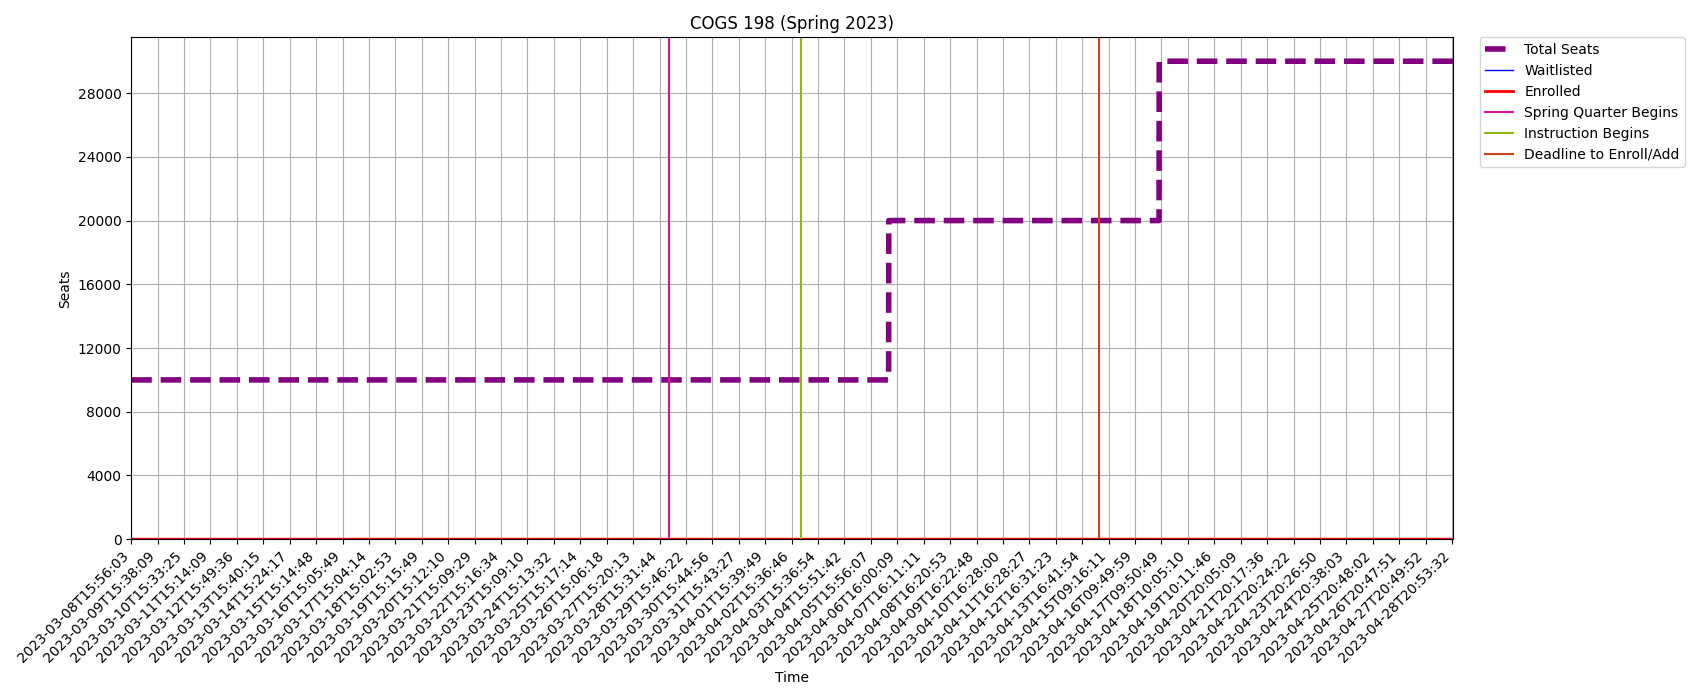 COGS 198 (Spring 2023)
Total Seats
Waitlisted
Enrolled
Spring Quarter Begins
Instruction Begins
Deadline to Enroll/Add
Seats
28000
24000
20000
16000
12000
8000
4000
0
2023-03-08T15:56:03
2023-03-09T15:38:09
2023-03-10T15:33:25
2023-03-11T15:14:09
2023-03-12T15:49:36
2023-03-13T15:40:15
2023-03-14T15:24:17
2023-03-15T15:14:48
2023-03-16T15:05:49
2023-03-17T15:04:14
2023-03-18T15:02:53
2023-03-19T15:15:49
2023-03-20T15:12:10
2023-03-21T15:09:29
2023-03-22T15:16:34
2023-03-23T15:09:10
2023-03-24T15:13:32
2023-03-25T15:17:14
2023-03-26T15:06:18
2023-03-27T15:20:13
2023-03-28T15:31:44
2023-03-29T15:46:22
2023-03-30T15:44:56
2023-03-31T15:43:27
2023-04-01T15:39:49
2023-04-02T15:36:46
2023-04-03T15:36:54
2023-04-04T15:51:42
2023-04-05T15:56:07
2023-04-06T16:00:09
2023-04-07T16:11:11
2023-04-08T16:20:53
2023-04-09T16:22:48
2023-04-10T16:28:00
2023-04-11T16:28:27
2023-04-12T16:31:23
2023-04-13T16:41:54
2023-04-15T09:16:11
2023-04-16T09:49:59
2023-04-17T09:50:49
2023-04-18T10:05:10
2023-04-19T10:11:46
2023-04-20T20:05:09
2023-04-21T20:17:36
2023-04-22T20:24:22
2023-04-23T20:26:50
2023-04-24T20:38:03
2023-04-25T20:48:02
2023-04-26T20:47:51
2023-04-27T20:49:52
2023-04-28T20:53:32
Time